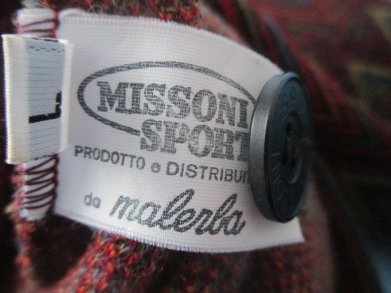 MISSONI
SPORT
PRODOTTO e DISTRIBUI
da malerba
L